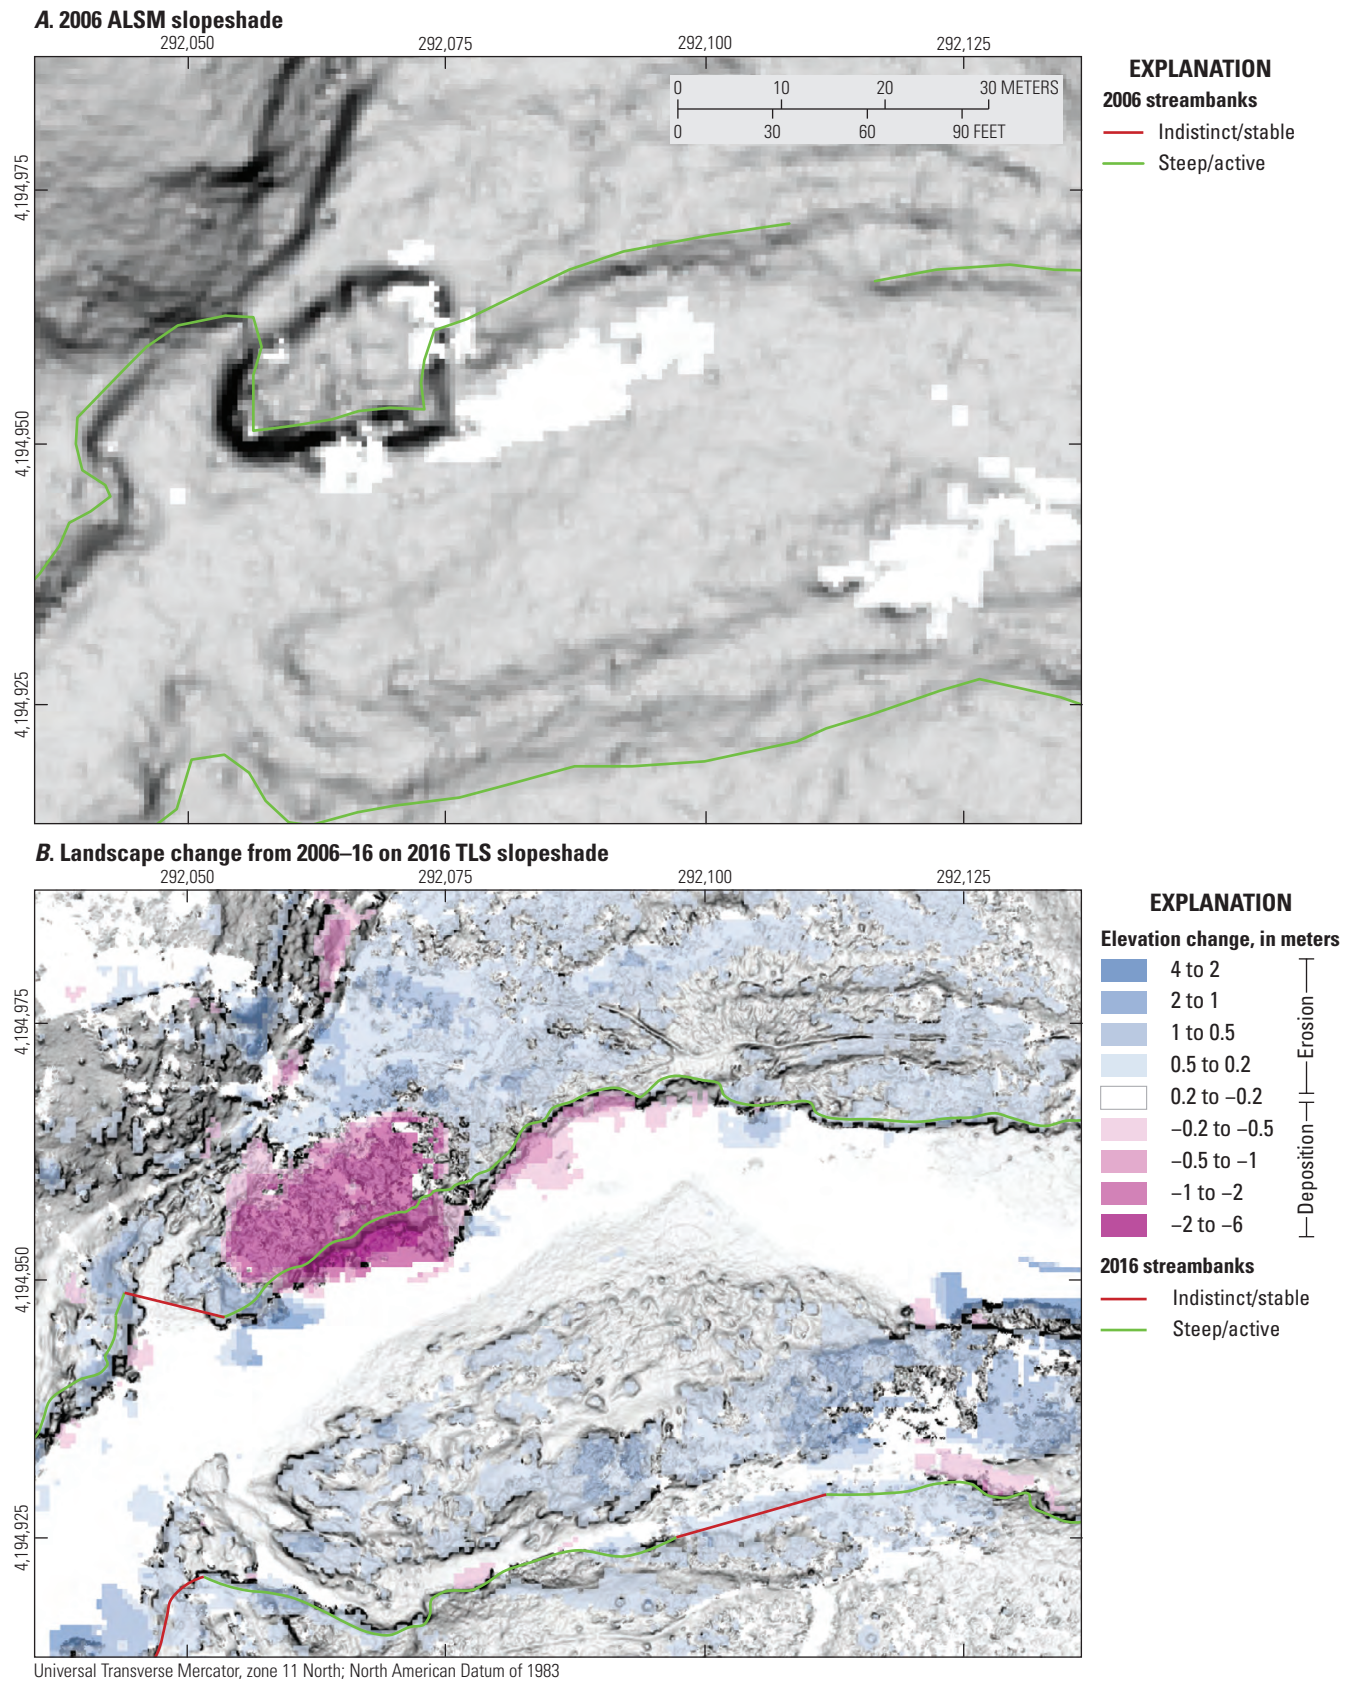 A. 2006 ALSM slopeshade
292,050 292,075 292,100 292,125
0 10 20 30 METERS
0 30 60 90 FEET
4,194,975
4,194,950
4,194,925
EXPLANATION
2006 streambanks
Indistinct/stable
Steep/active
B. Landscape change from 2006–16 on 2016 TLS slopeshade
292,050 292,075 292,100 292,125
4,194,975
4,194,950
4,194,925
EXPLANATION
Elevation change, in meters
4 to 2
2 to 1
1 to 0.5
0.5 to 0.2
0.2 to −0.2
−0.2 to −0.5
−0.5 to −1
−1 to −2
−2 to −6
Erosion
Deposition
2016 streambanks
Indistinct/stable
Steep/active
Universal Transverse Mercator, zone 11 North; North American Datum of 1983